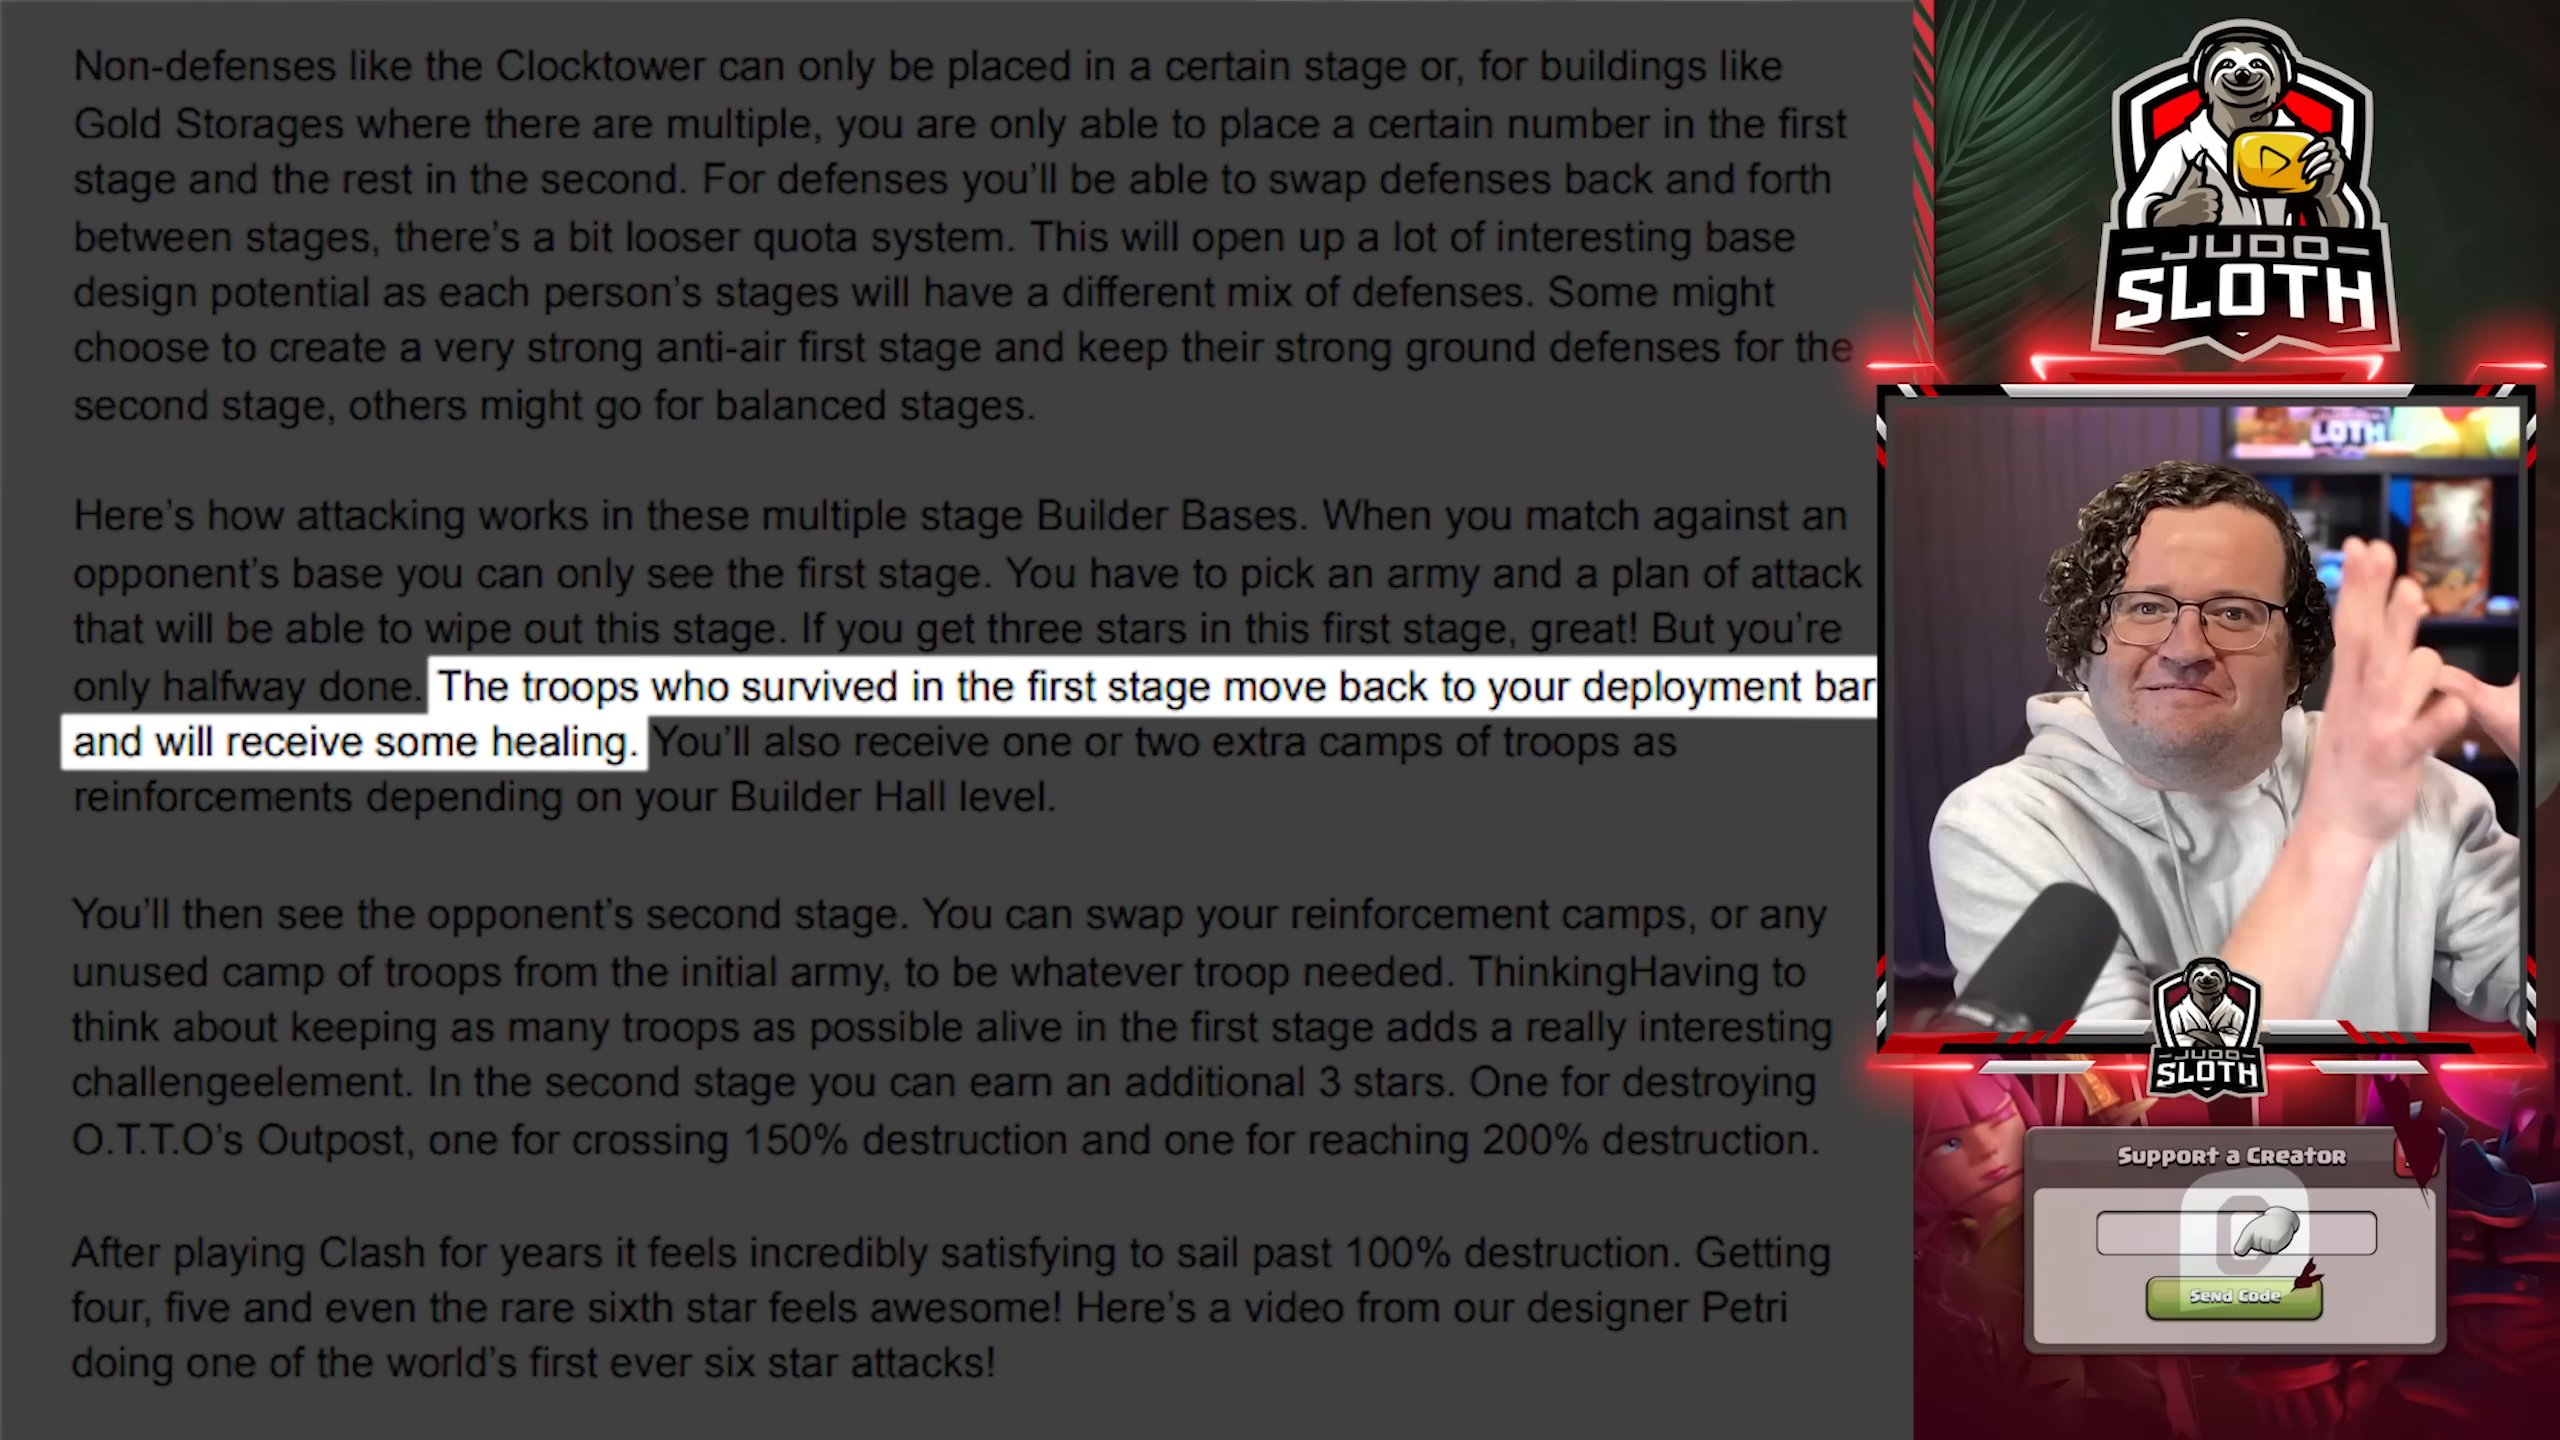 Non-defenses like the Clocktower can only be placed in a certain stage or, for buildings like
Gold Storages where there are multiple, you are only able to place a certain number in the first
stage and the rest in the second. For defenses you’ll be able to swap defenses back and forth
between stages, there’s a bit looser quota system. This will open up a lot of interesting base
design potential as each person’s stages will have a different mix of defenses. Some might
choose to create a very strong anti-air first stage and keep their strong ground defenses for the
second stage, others might go for balanced stages.
Here’s how attacking works in these multiple stage Builder Bases. When you match against an
opponent’s base you can only see the first stage. You have to pick an army and a plan of attack
that will be able to wipe out this stage. If you get three stars in this first stage, great! But you’re
only halfway done. The troops who survived in the first stage move back to your deployment bar
and will receive some healing. You’ll also receive one or two extra camps of troops as
reinforcements depending on your Builder Hall level.
You’ll then see the opponent’s second stage. You can swap your reinforcement camps, or any
unused camp of troops from the initial army, to be whatever troop needed. ThinkingHaving to
think about keeping as many troops as possible alive in the first stage adds a really interesting
challengeelement. In the second stage you can earn an additional 3 stars. One for destroying
O.T.T.O’s Outpost, one for crossing 150% destruction and one for reaching 200% destruction.
After playing Clash for years it feels incredibly satisfying to sail past 100% destruction. Getting
four, five and even the rare sixth star feels awesome! Here’s a video from our designer Petri
doing one of the world’s first ever six star attacks!
JUDO
SLOTH
LOTH
JUDO
SLOTH
Support a Creator
Send Code